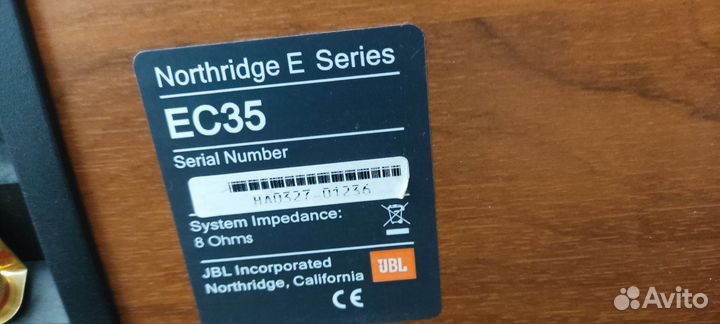 Northridge E Series
EC35
Serial Number
HA0327-01236
System Impedance:
8 Ohms
JBL Incorporated
Northridge, California
JBL
CE
Avito